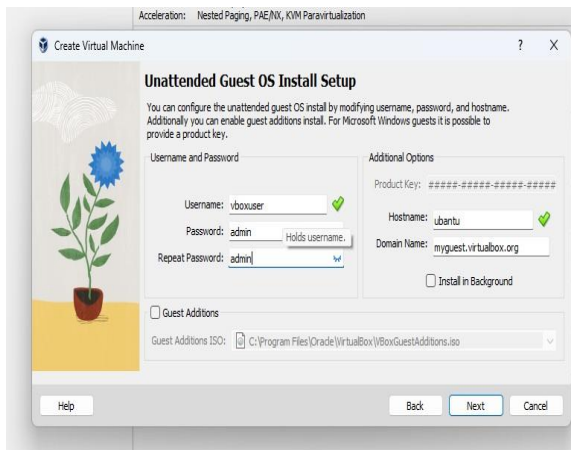 Acceleration: Nested Paging, PAE/NX, KVM Paravirtualization
Create Virtual Machine
? X
Unattended Guest OS Install Setup
You can configure the unattended guest OS install by modifying username, password, and hostname.
Additionally you can enable guest additions install. For Microsoft Windows guests it is possible to
provide a product key.
Username and Password
Username: vboxuser
Password: admin
Holds username.
Repeat Password: admin
Additional Options
Product Key: #####-#####-#####-#####-#####
Hostname: ubantu
Domain Name: myguest.virtualbox.org
Install in Background
Guest Additions
Guest Additions ISO: C:\Program Files\Oracle\VirtualBox\VBoxGuestAdditions.iso
Help Back Next Cancel